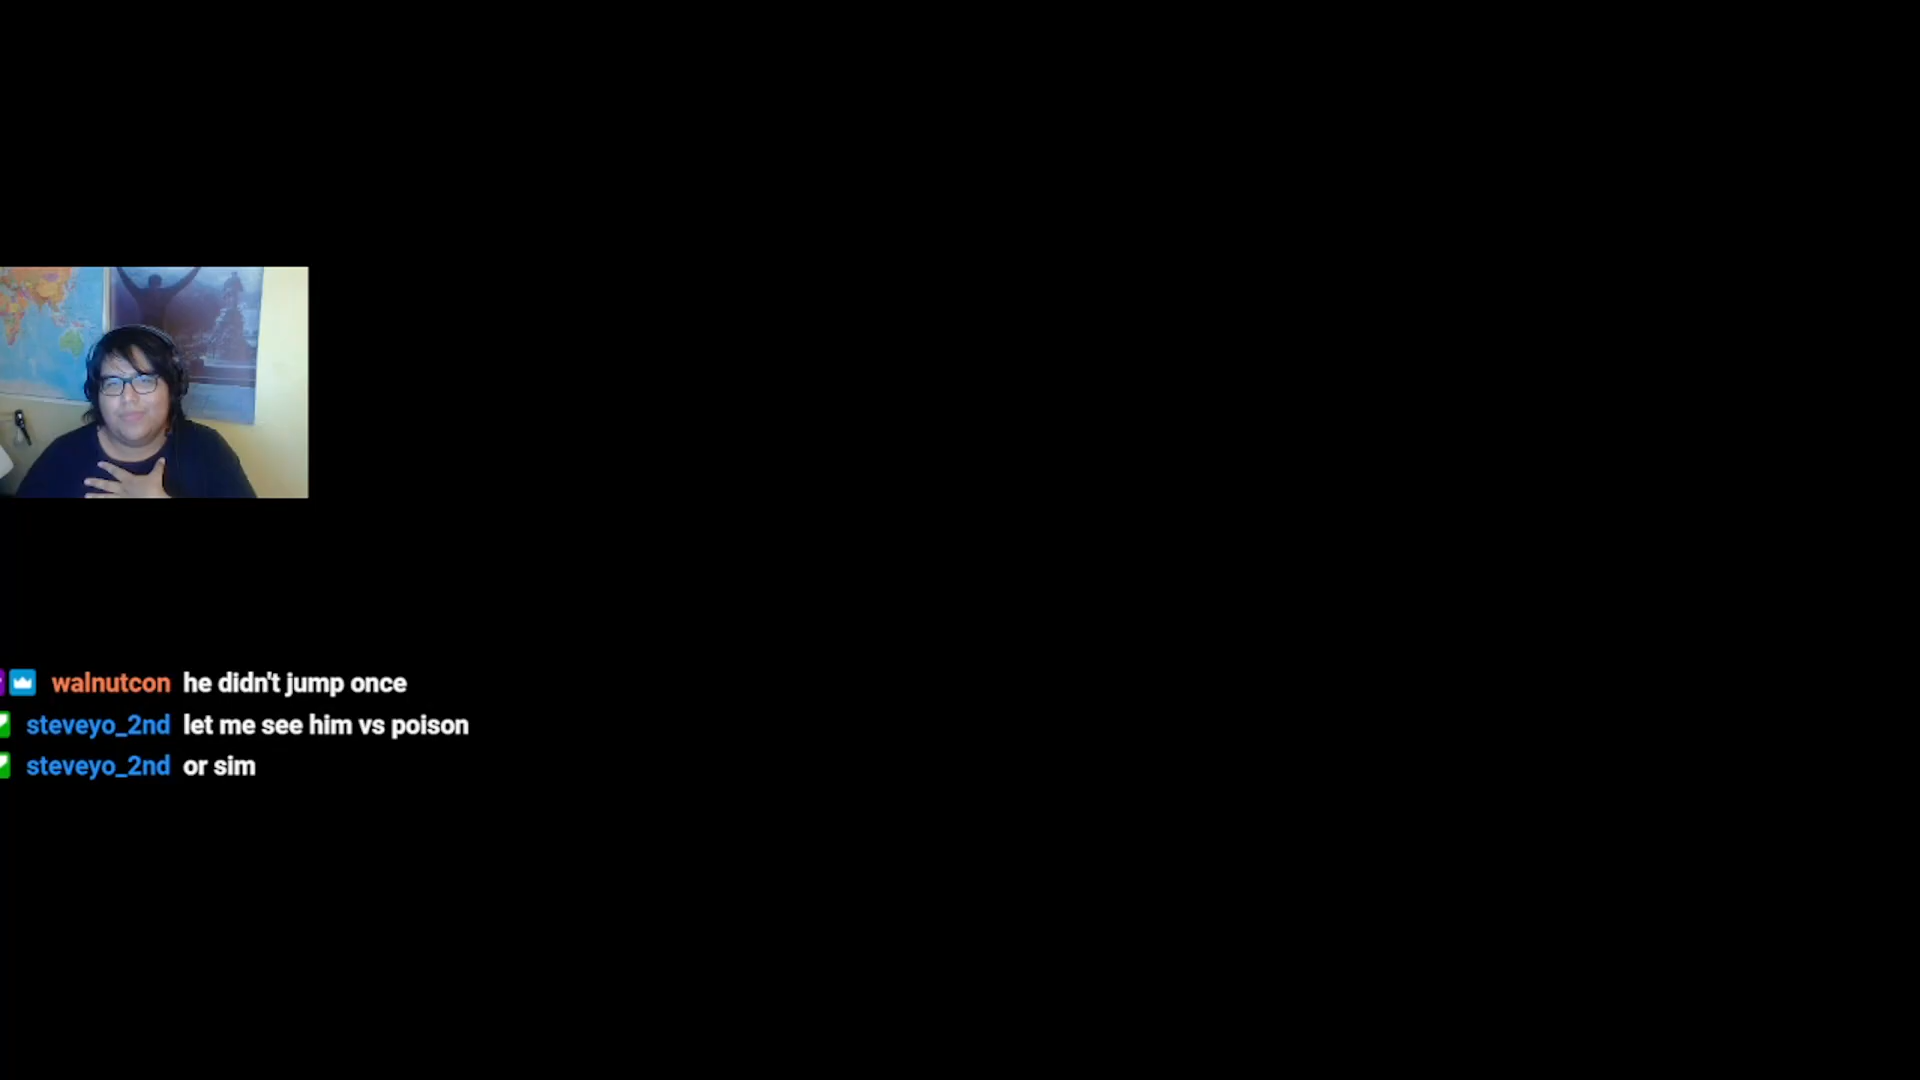 walnutcon he didn't jump once
steveyo_2nd let me see him vs poison
steveyo_2nd or sim